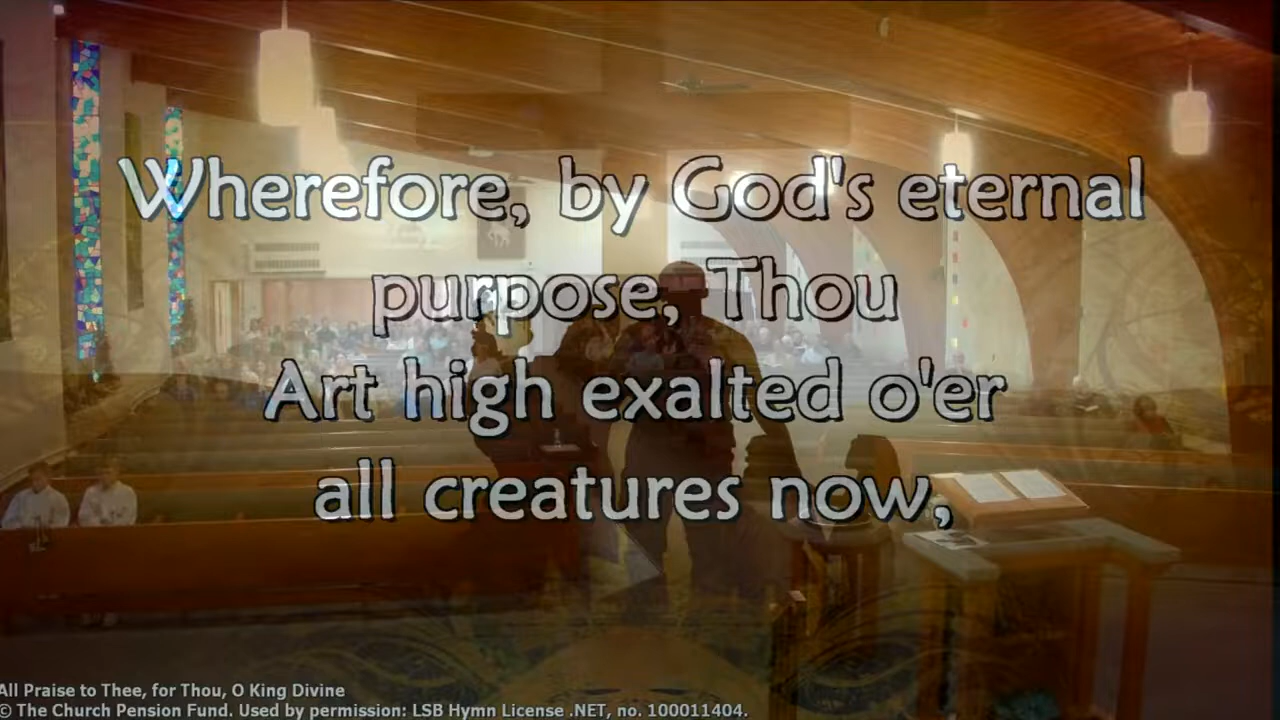 Wherefore, by God's eternal
purpose, Thou
Art high exalted o'er
all creatures now,
All Praise to Thee, for Thou, O King Divine
© The Church Pension Fund. Used by permission: LSB Hymn License .NET, no. 100011404.